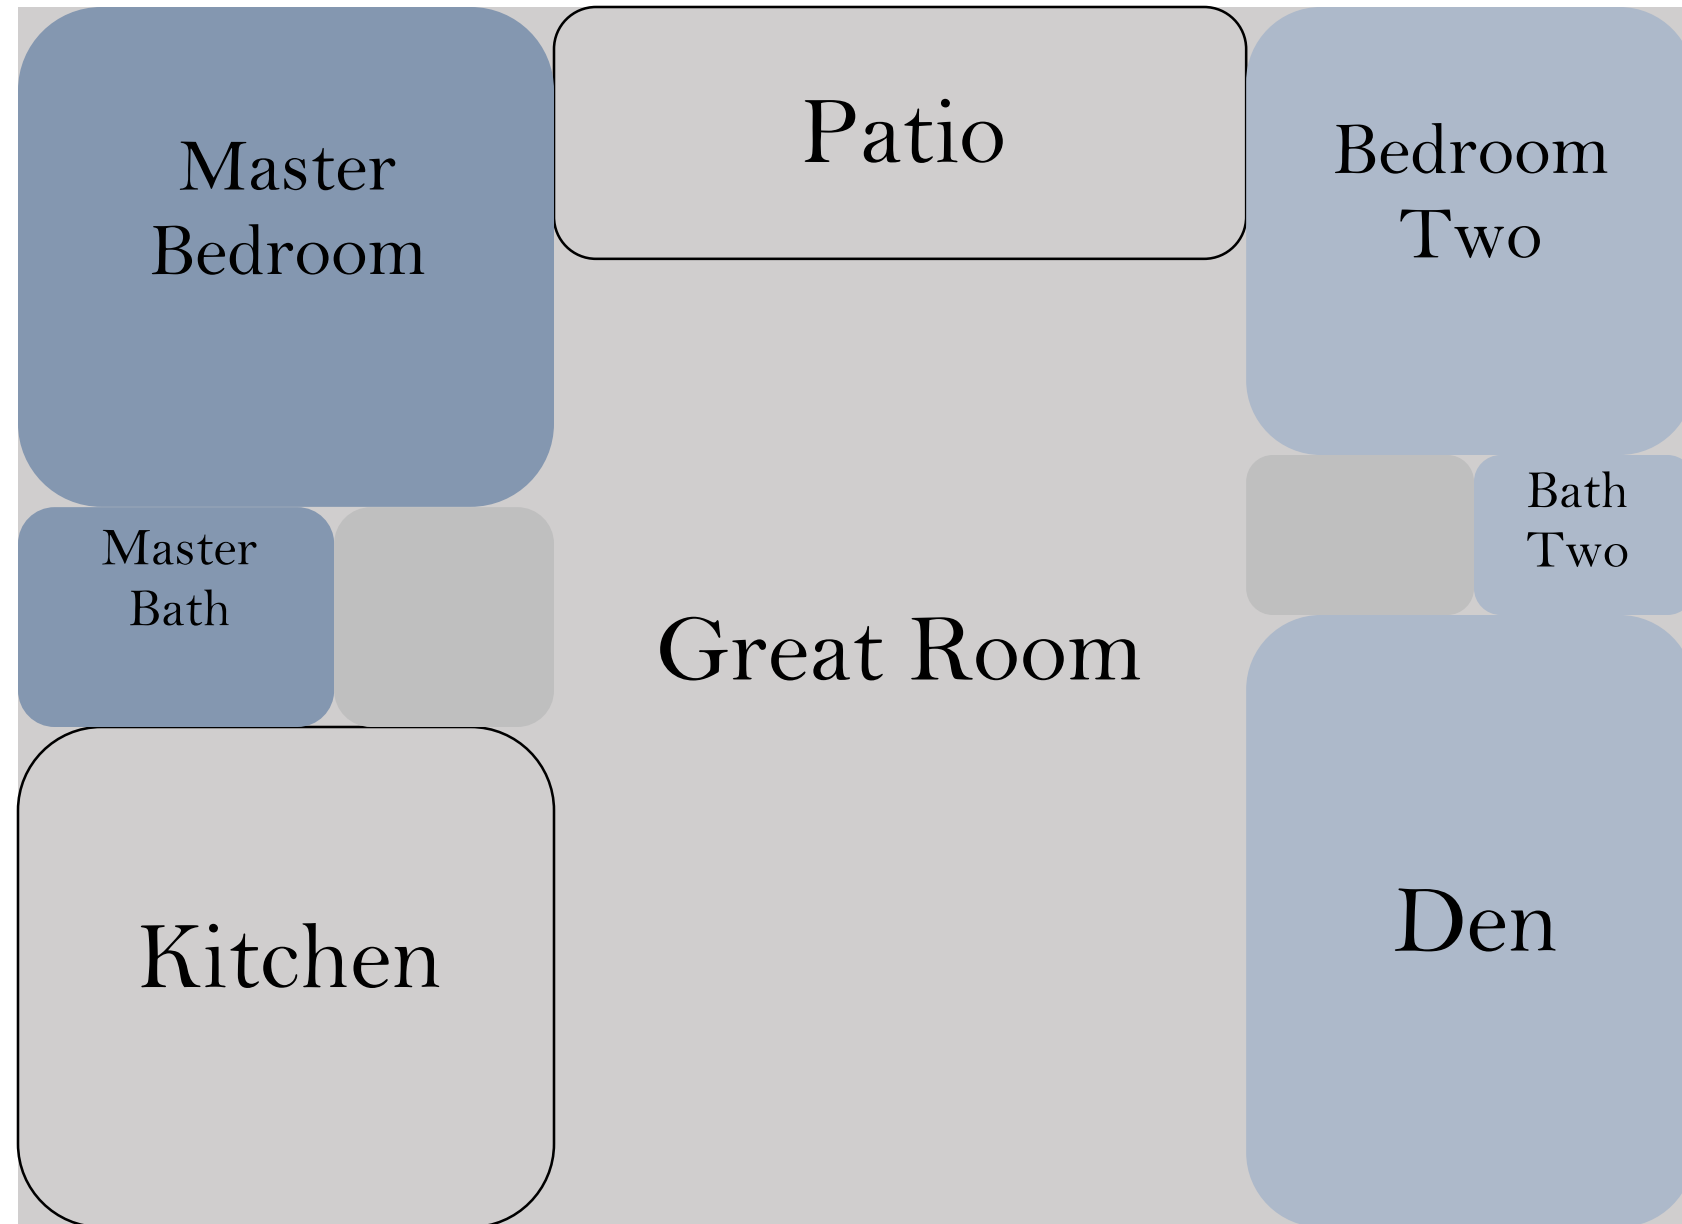 Master
Bedroom
Patio
Bedroom
Two
Master
Bath
Great Room
Bath
Two
Kitchen
Den